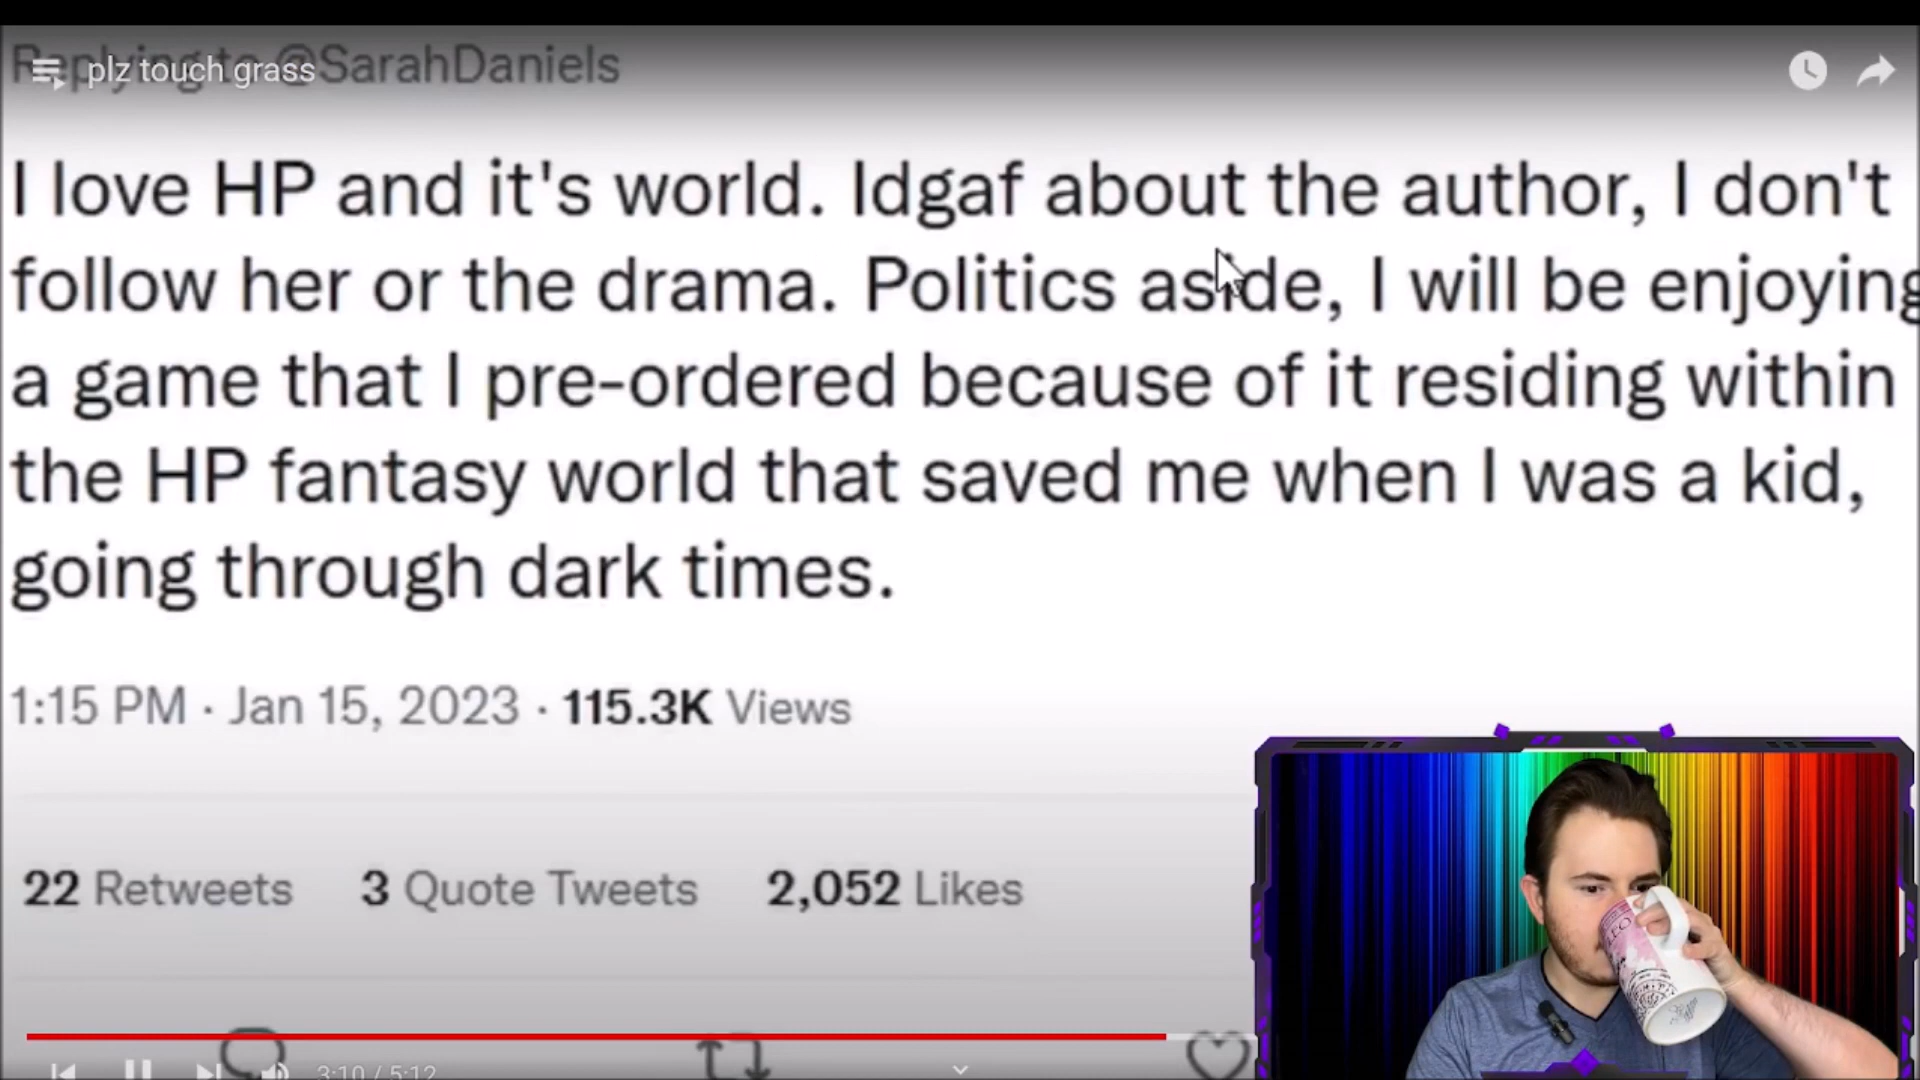 Replying to @SarahDaniels
plz touch grass
I love HP and it's world. Idgaf about the author, I don't
follow her or the drama. Politics aside, I will be enjoying
a game that I pre-ordered because of it residing within
the HP fantasy world that saved me when I was a kid,
going through dark times.
1:15 PM · Jan 15, 2023 · 115.3K Views
22 Retweets 3 Quote Tweets 2,052 Likes
3:10 / 5:12